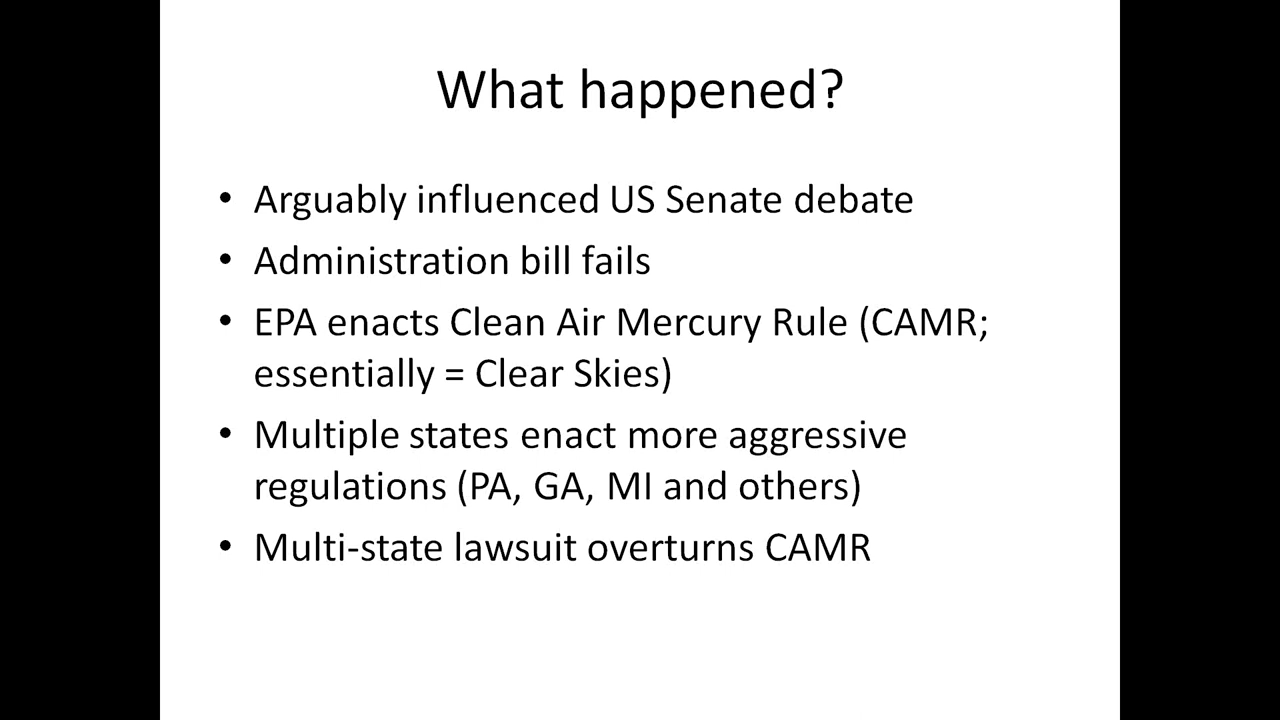 What happened?
• Arguably influenced US Senate debate
• Administration bill fails
• EPA enacts Clean Air Mercury Rule (CAMR;
essentially = Clear Skies)
• Multiple states enact more aggressive
regulations (PA, GA, MI and others)
• Multi-state lawsuit overturns CAMR